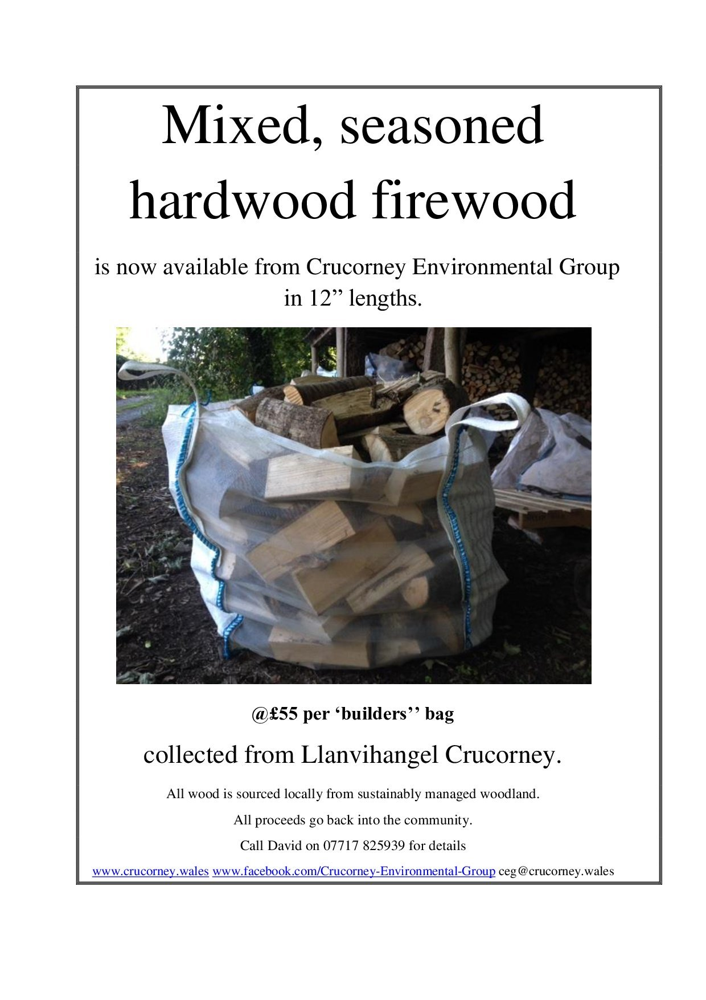 Mixed, seasoned
hardwood firewood
is now available from Crucorney Environmental Group
in 12” lengths.
@£55 per ‘builders’’ bag
collected from Llanvihangel Crucorney.
All wood is sourced locally from sustainably managed woodland.
All proceeds go back into the community.
Call David on 07717 825939 for details
www.crucorney.wales www.facebook.com/Crucorney-Environmental-Group ceg@crucorney.wales